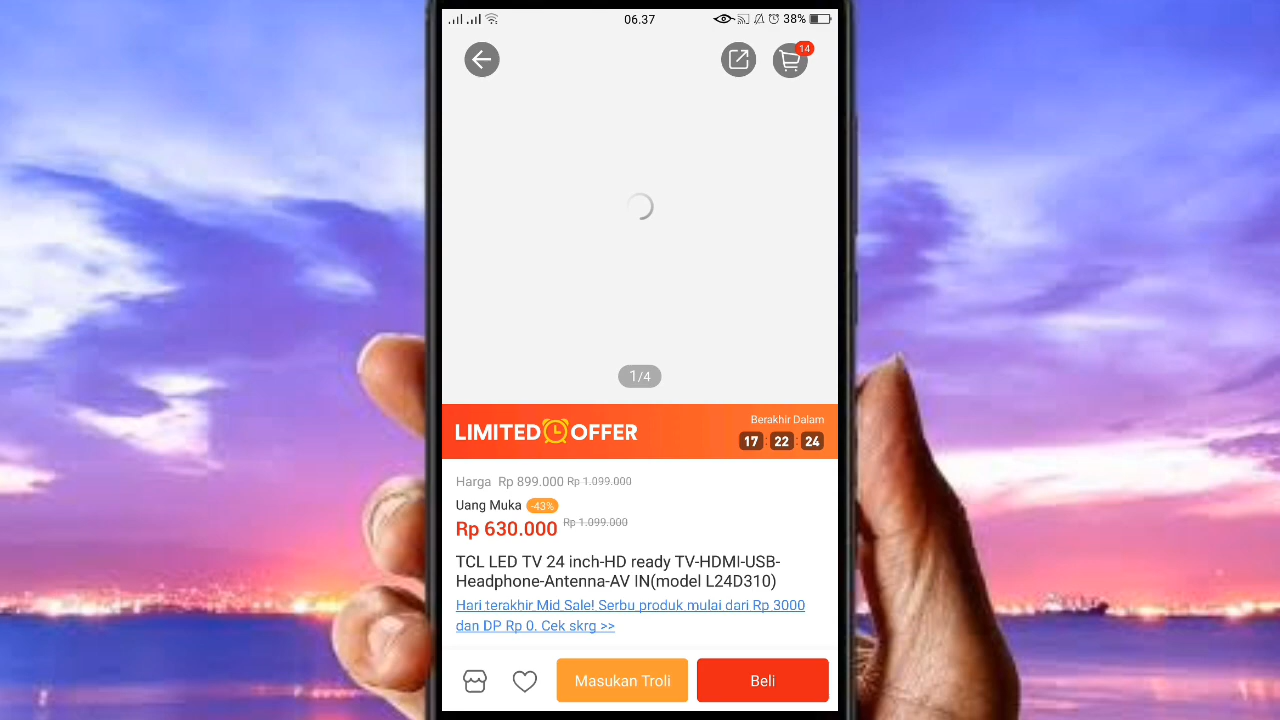 06.37
38%
14
1/4
LIMITED OFFER
Berakhir Dalam
17 : 22 : 24
Harga Rp 899.000 Rp 1.099.000
Uang Muka -43%
Rp 630.000 Rp 1.099.000
TCL LED TV 24 inch-HD ready TV-HDMI-USB-
Headphone-Antenna-AV IN(model L24D310)
Hari terakhir Mid Sale! Serbu produk mulai dari Rp 3000
dan DP Rp 0. Cek skrg >>
Masukan Troli
Beli